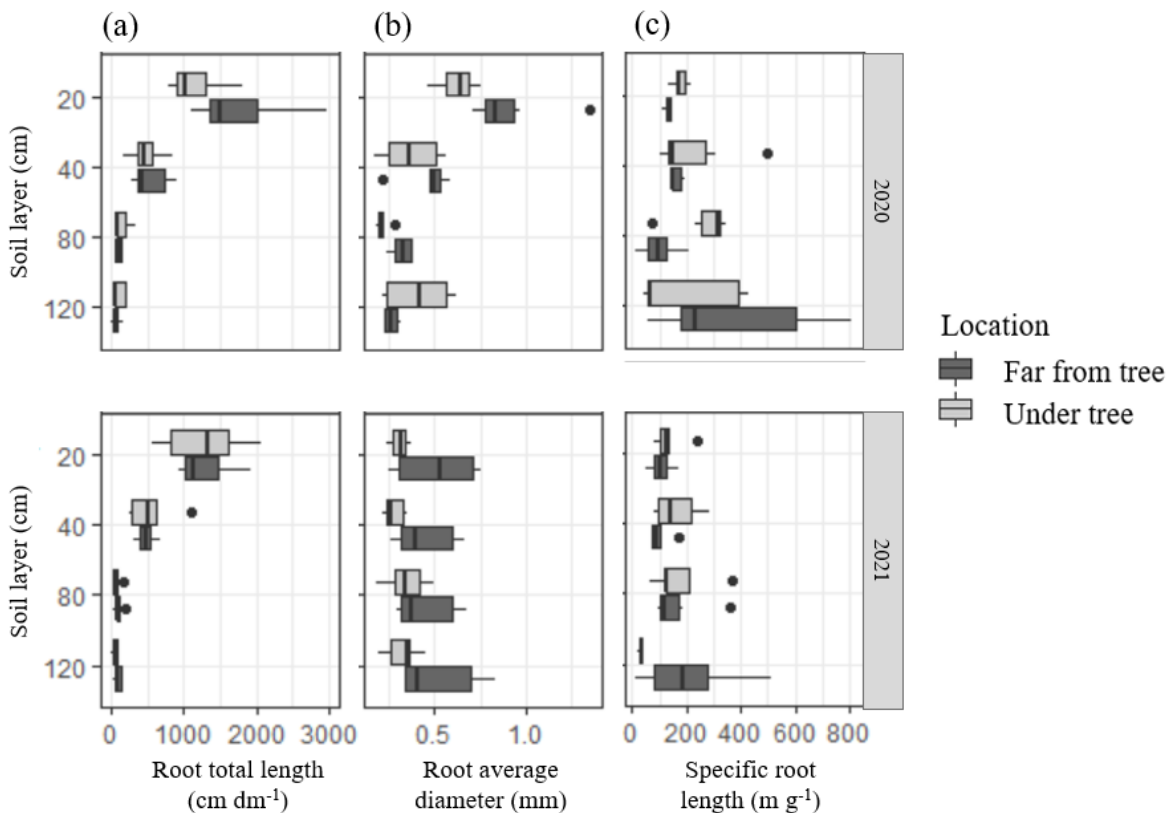 (a) (b) (c)
Soil layer (cm)
20
40
80
120
2020
Location
Far from tree
Under tree
Soil layer (cm)
20
40
80
120
2021
0 1000 2000 3000
0.5 1.0
0 200 400 600 800
Root total length
(cm dm⁻¹)
Root average
diameter (mm)
Specific root
length (m g⁻¹)